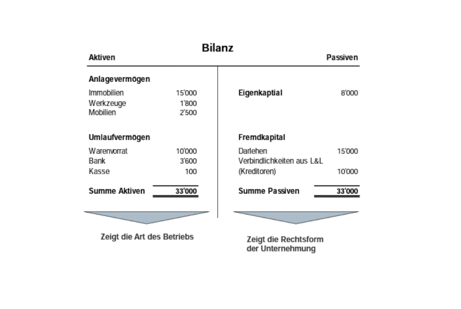 Bilanz
Aktiven Passiven
Anlagevermögen
Immobilien 15'000 Eigenkaptial 8'000
Werkzeuge 1'800
Mobilien 2'500
Umlaufvermögen Fremdkapital
Warenvorrat 10'000 Darlehen 15'000
Bank 3'600 Verbindlichkeiten aus L&L
Kasse 100 (Kreditoren) 10'000
Summe Aktiven 33'000 Summe Passiven 33'000
Zeigt die Art des Betriebs Zeigt die Rechtsform
der Unternehmung